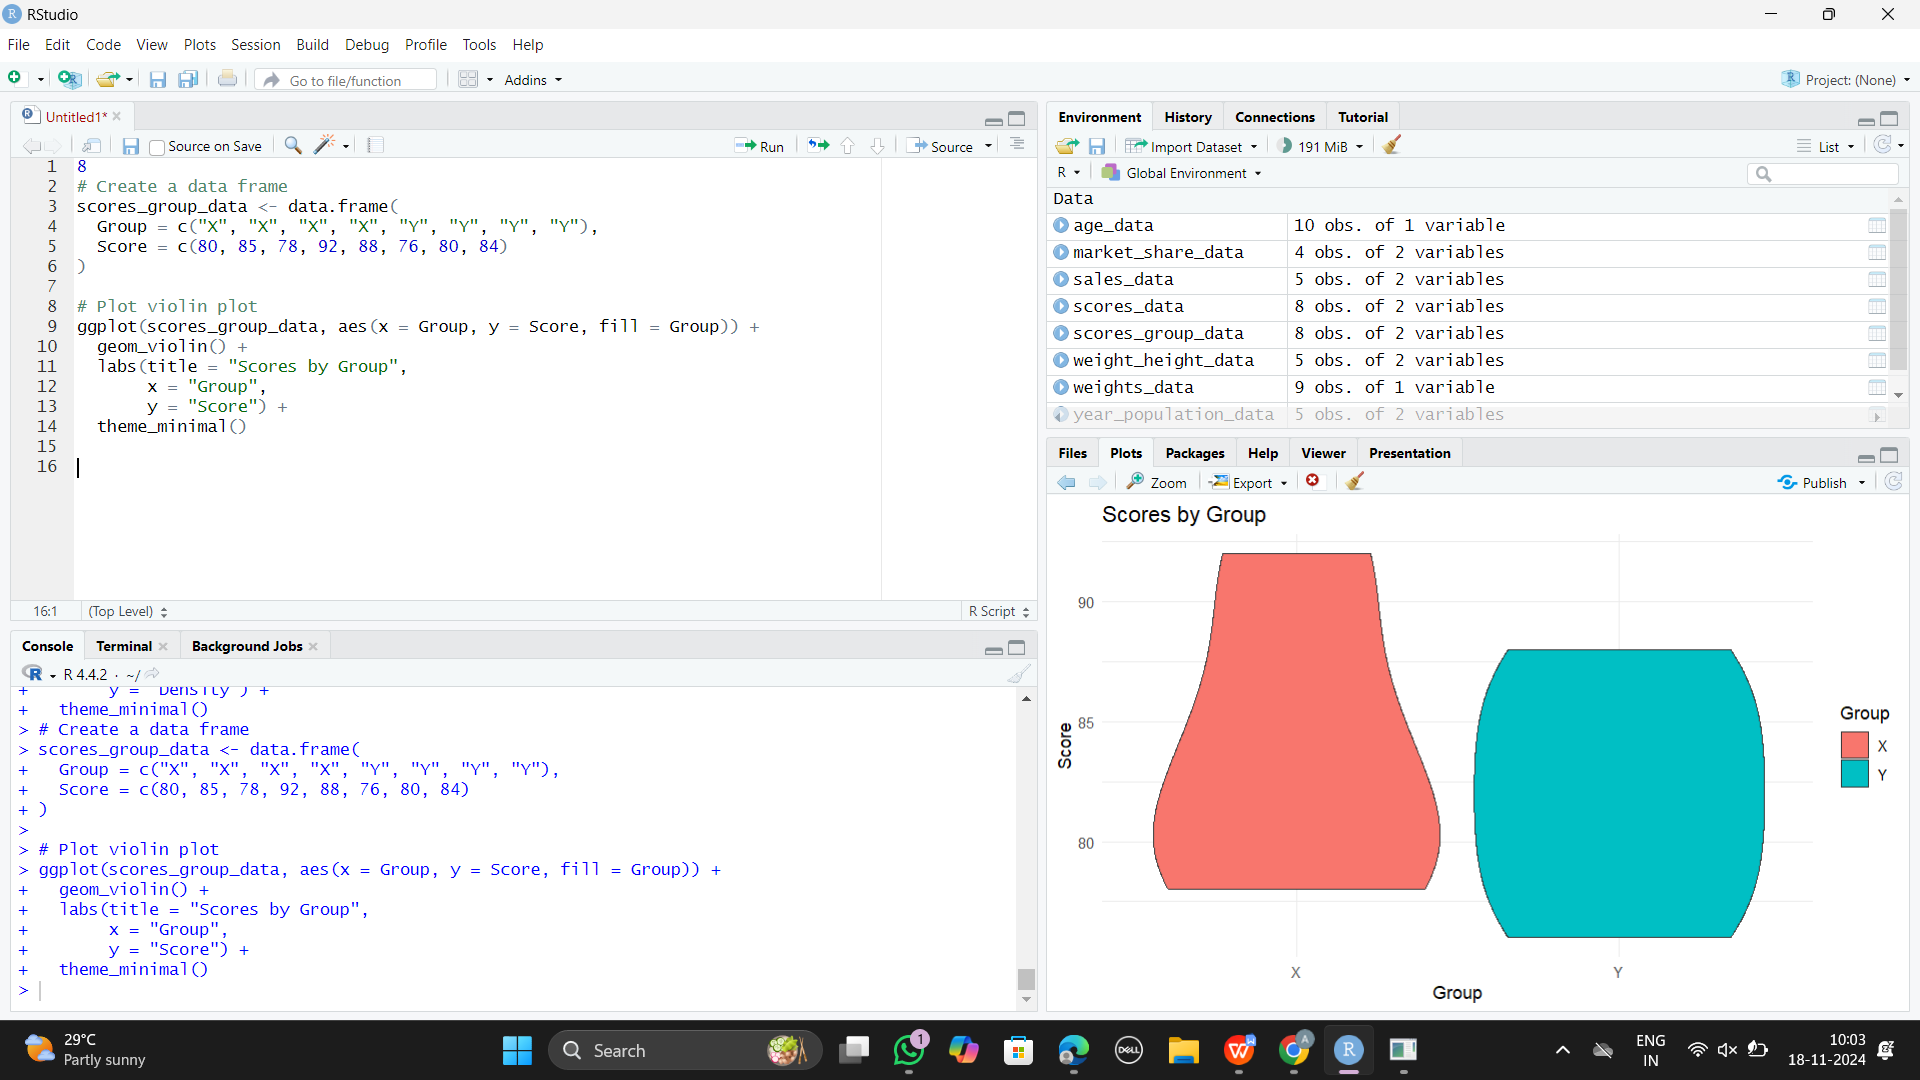 RStudio
File Edit Code View Plots Session Build Debug Profile Tools Help
Go to file/function Addins Project: (None)
Untitled1*
Source on Save Run Source
1 8
2 # Create a data frame
3 scores_group_data <- data.frame(
4 Group = c("X", "X", "X", "X", "Y", "Y", "Y", "Y"),
5 Score = c(80, 85, 78, 92, 88, 76, 80, 84)
6 )
7
8 # Plot violin plot
9 ggplot(scores_group_data, aes(x = Group, y = Score, fill = Group)) +
10 geom_violin() +
11 labs(title = "Scores by Group",
12 x = "Group",
13 y = "Score") +
14 theme_minimal()
15
16
16:1 (Top Level) R Script
Console Terminal Background Jobs
R 4.4.2 · ~/
+ y = "Density") +
+ theme_minimal()
> # Create a data frame
> scores_group_data <- data.frame(
+ Group = c("X", "X", "X", "X", "Y", "Y", "Y", "Y"),
+ Score = c(80, 85, 78, 92, 88, 76, 80, 84)
+ )
>
> # Plot violin plot
> ggplot(scores_group_data, aes(x = Group, y = Score, fill = Group)) +
+ geom_violin() +
+ labs(title = "Scores by Group",
+ x = "Group",
+ y = "Score") +
+ theme_minimal()
>
Environment History Connections Tutorial
Import Dataset 191 MiB List
R Global Environment
Data
age_data 10 obs. of 1 variable
market_share_data 4 obs. of 2 variables
sales_data 5 obs. of 2 variables
scores_data 8 obs. of 2 variables
scores_group_data 8 obs. of 2 variables
weight_height_data 5 obs. of 2 variables
weights_data 9 obs. of 1 variable
year_population_data 5 obs. of 2 variables
Files Plots Packages Help Viewer Presentation
Zoom Export Publish
Scores by Group
90
85
80
Score
X Y
Group
Group
X
Y
29°C
Partly sunny
Search
1
DELL
A
R
ENG
IN
10:03
18-11-2024